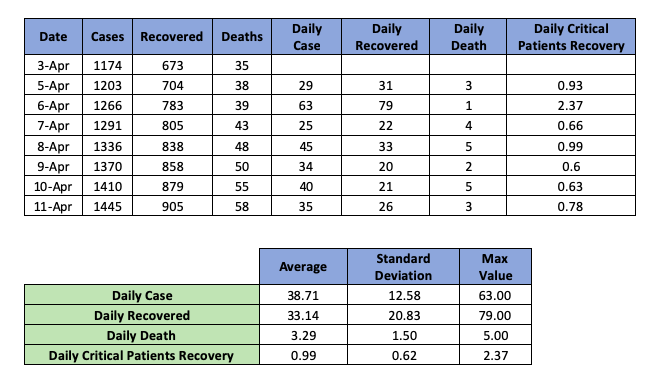 Date Cases Recovered Deaths Daily Case Daily Recovered Daily Death Daily Critical Patients Recovery
3-Apr 1174 673 35
5-Apr 1203 704 38 29 31 3 0.93
6-Apr 1266 783 39 63 79 1 2.37
7-Apr 1291 805 43 25 22 4 0.66
8-Apr 1336 838 48 45 33 5 0.99
9-Apr 1370 858 50 34 20 2 0.6
10-Apr 1410 879 55 40 21 5 0.63
11-Apr 1445 905 58 35 26 3 0.78
Average Standard Deviation Max Value
Daily Case 38.71 12.58 63.00
Daily Recovered 33.14 20.83 79.00
Daily Death 3.29 1.50 5.00
Daily Critical Patients Recovery 0.99 0.62 2.37